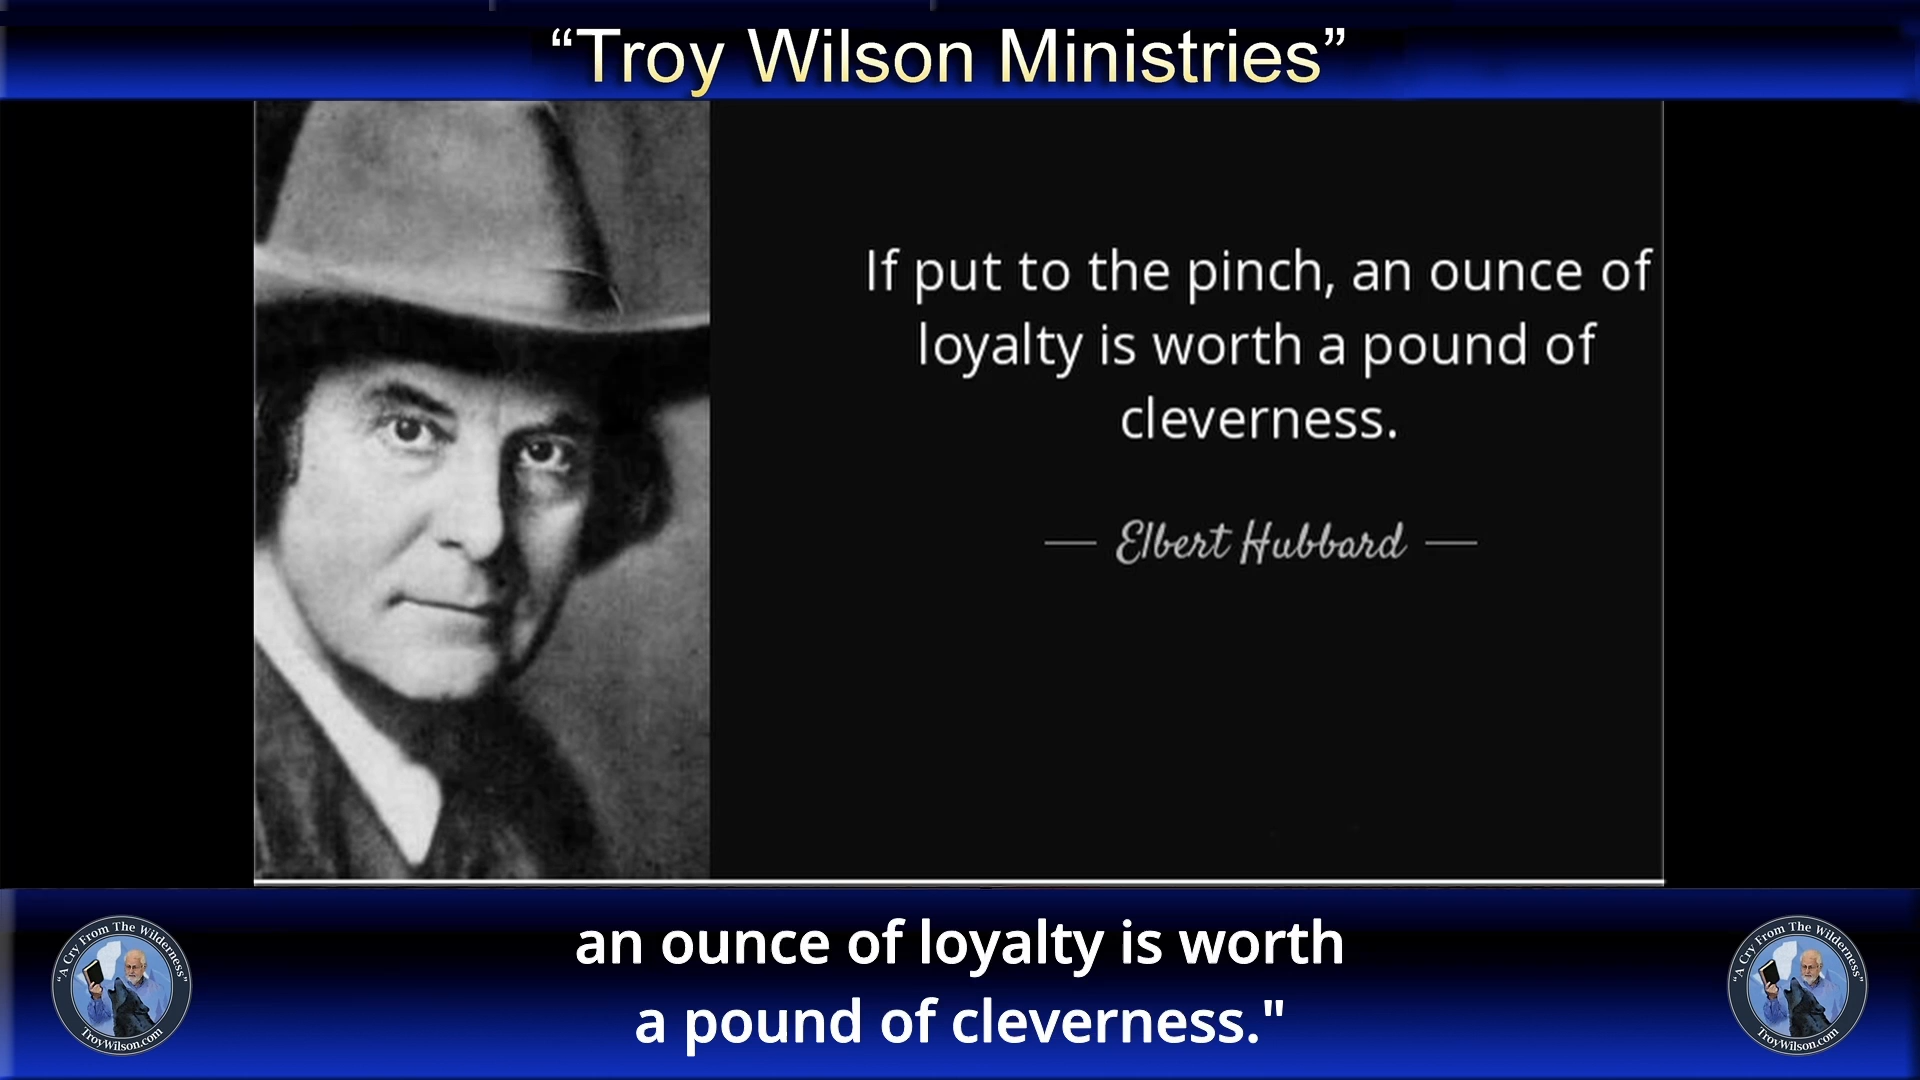 “Troy Wilson Ministries”
If put to the pinch, an ounce of
loyalty is worth a pound of
cleverness.
— Elbert Hubbard —
an ounce of loyalty is worth
a pound of cleverness."
"A Cry From The Wilderness"
TroyWilson.com
"A Cry From The Wilderness"
TroyWilson.com